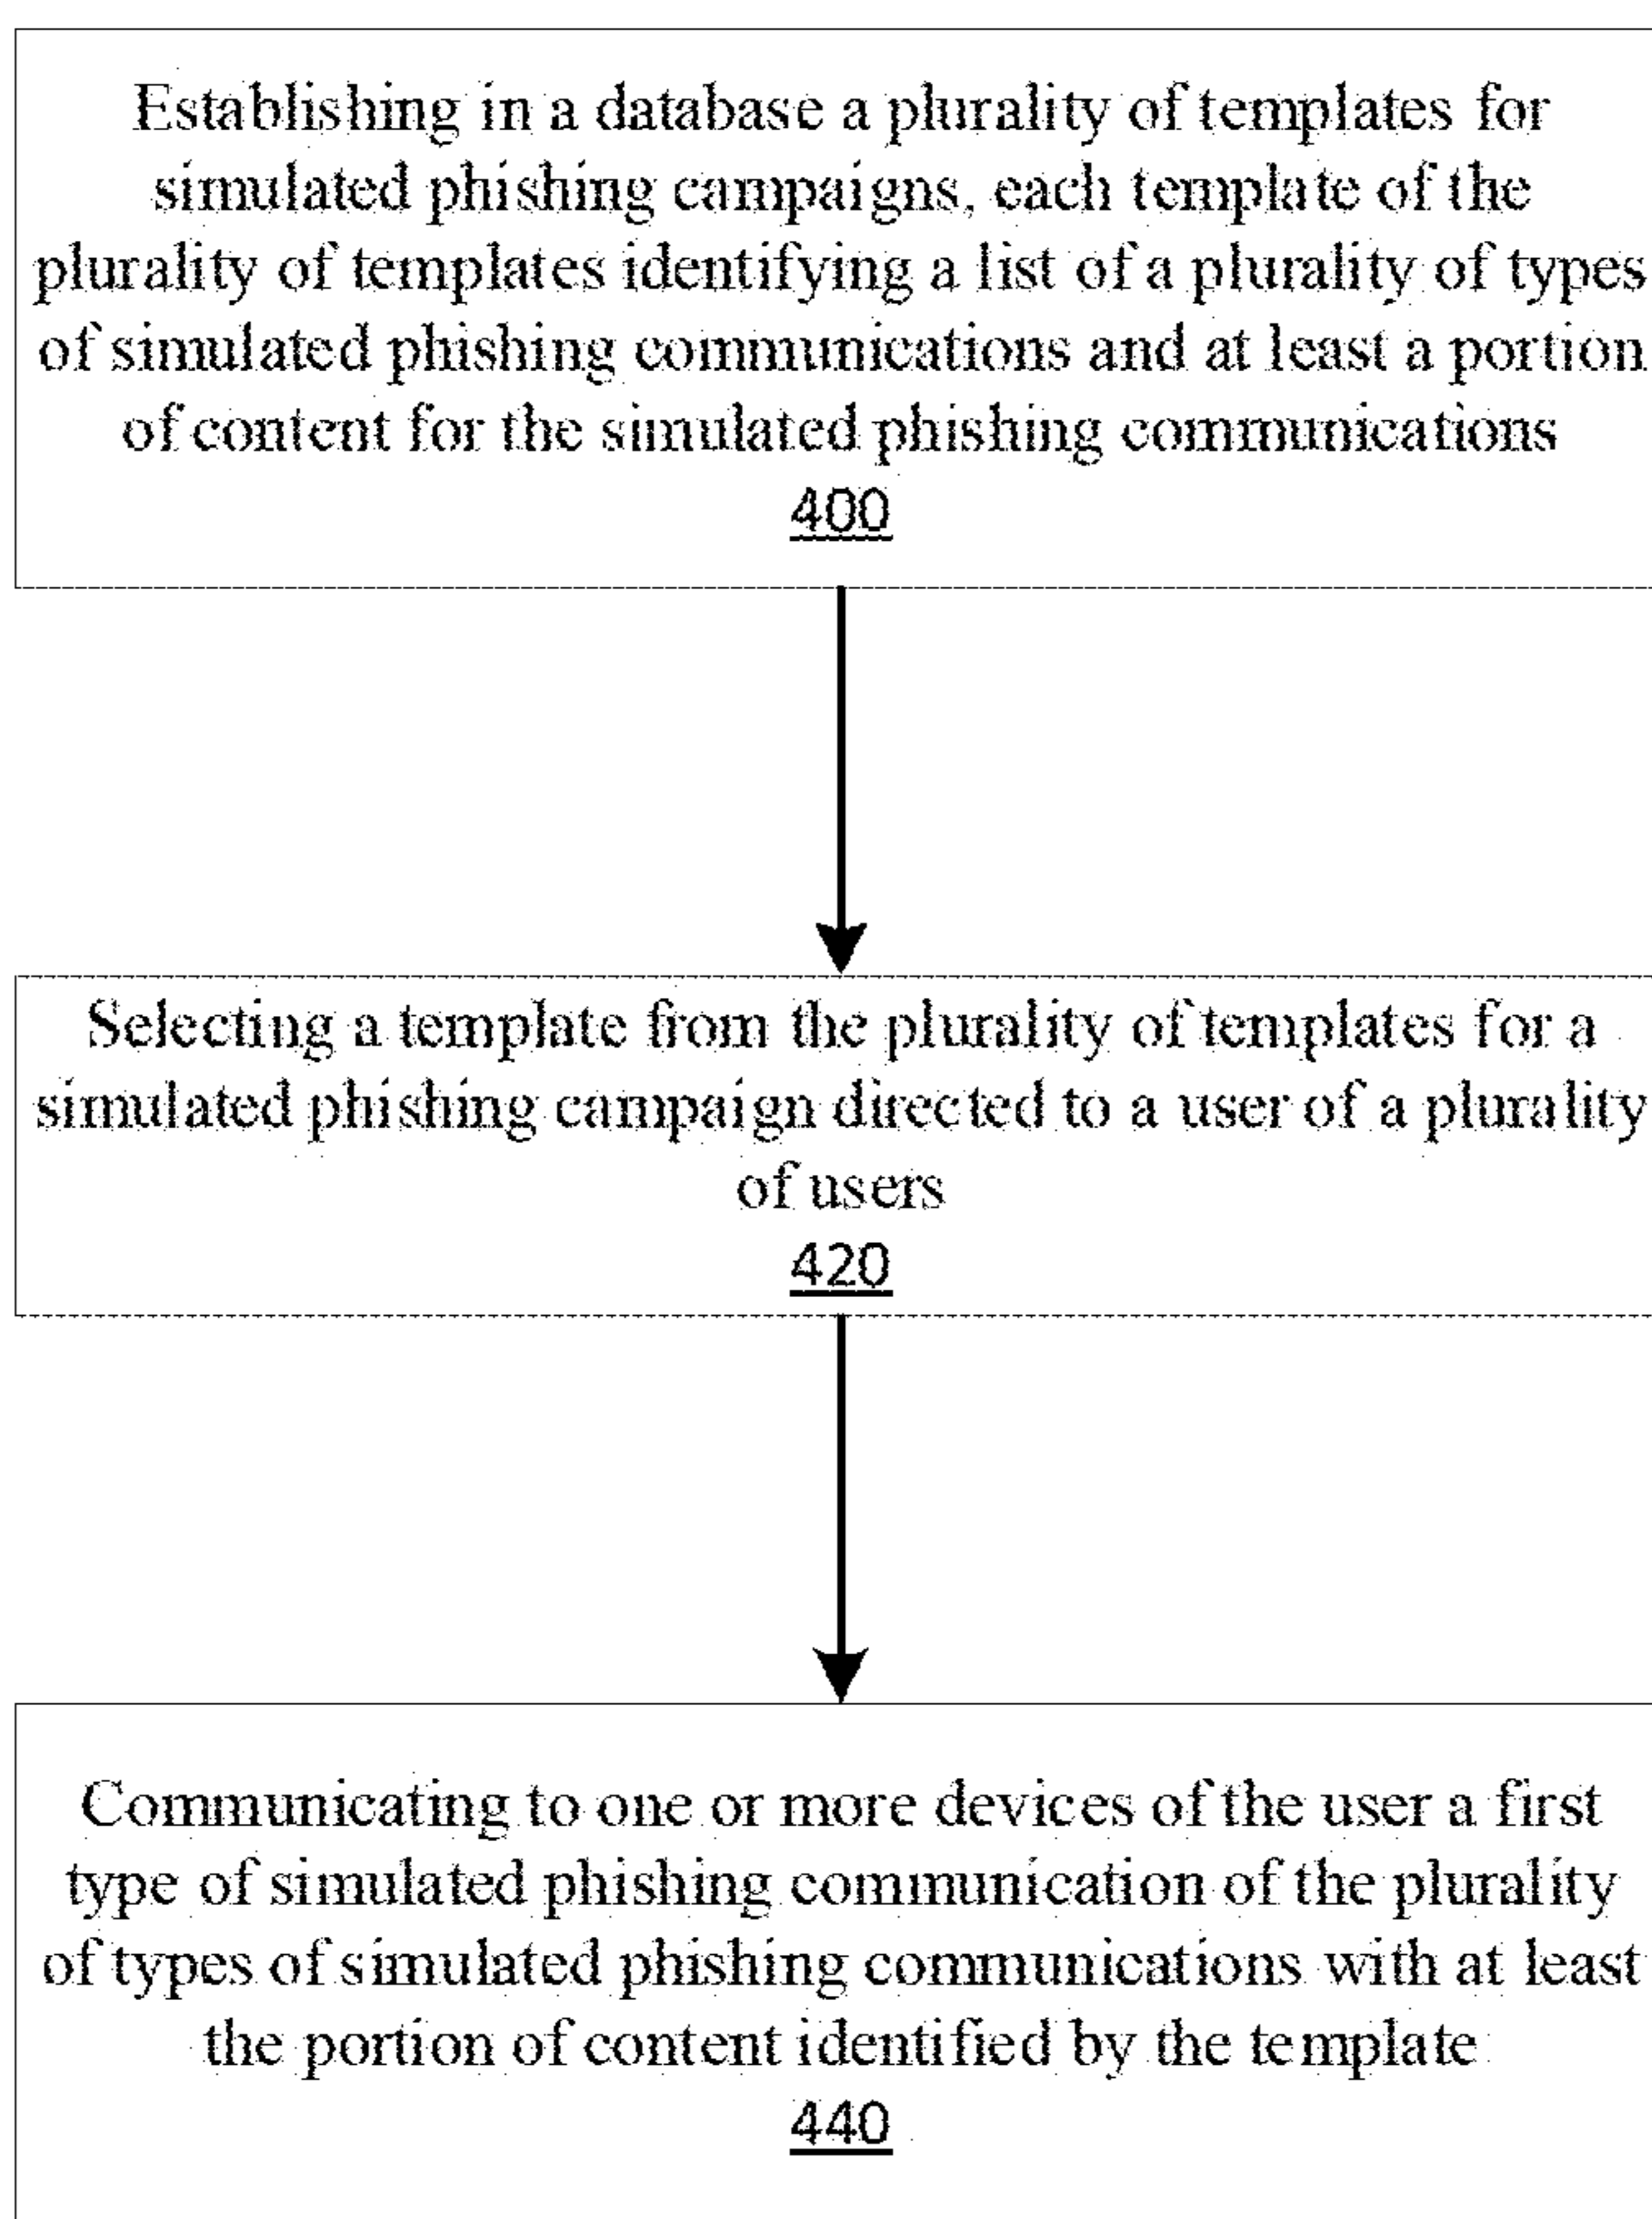 Establishing in a database a plurality of templates for
simulated phishing campaigns, each template of the
plurality of templates identifying a list of a plurality of types
of simulated phishing communications and at least a portion
of content for the simulated phishing communications
400
Selecting a template from the plurality of templates for a
simulated phishing campaign directed to a user of a plurality
of users
420
Communicating to one or more devices of the user a first
type of simulated phishing communication of the plurality
of types of simulated phishing communications with at least
the portion of content identified by the template
440